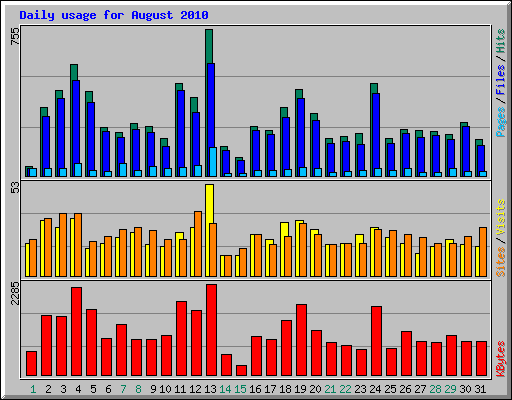 Daily usage for August 2010
755
Pages / Files / Hits
53
Sites / Visits
2285
KBytes
1 2 3 4 5 6 7 8 9 10 11 12 13 14 15 16 17 18 19 20 21 22 23 24 25 26 27 28 29 30 31